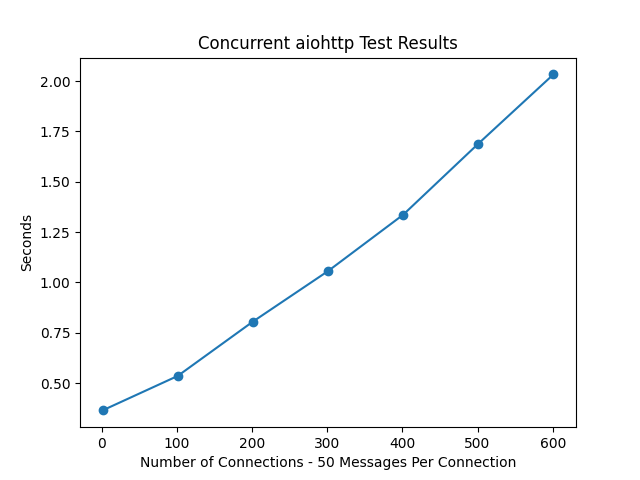 Concurrent aiohttp Test Results
2.00
1.75
1.50
1.25
1.00
0.75
0.50
Seconds
0 100 200 300 400 500 600
Number of Connections - 50 Messages Per Connection